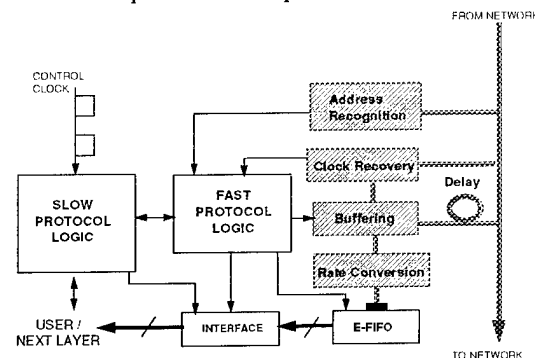 FROM NETWORK
CONTROL
CLOCK
Address
Recognition
Clock Recovery
Delay
SLOW
PROTOCOL
LOGIC
FAST
PROTOCOL
LOGIC
Buffering
Rate Conversion
USER /
NEXT LAYER
INTERFACE
E-FIFO
TO NETWORK